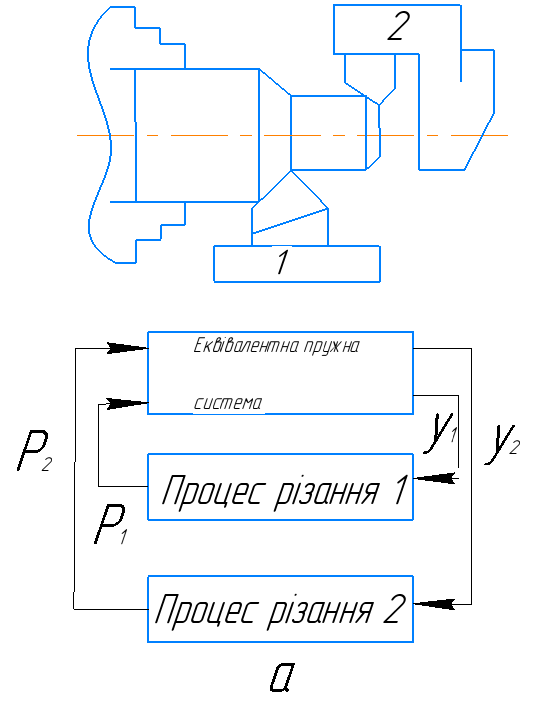 2
1
Еквівалентна пружна
система
P2
P1
y1
y2
Процес різання 1
Процес різання 2
а